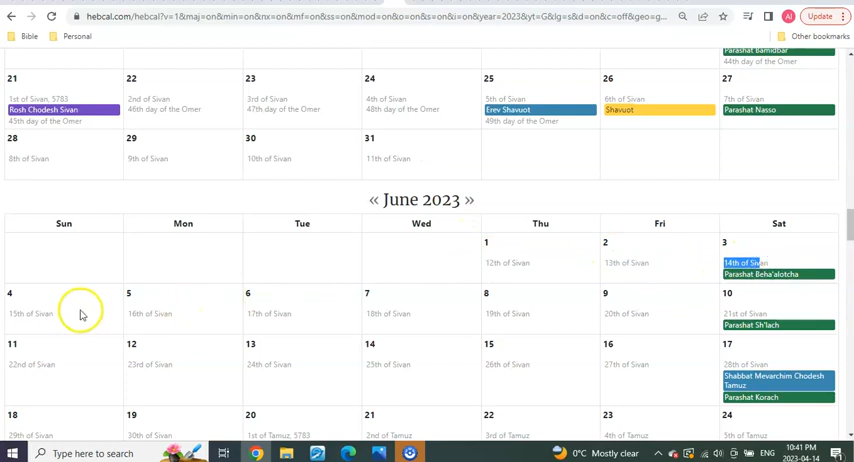 hebcal.com/hebcal?v=1&maj=on&min=on&nx=on&mf=on&ss=on&mod=on&o=on&s=on&i=on&year=2023&yt=G&lg=s&d=on&c=off&geo=g...
AI
Update
Bible
Personal
Other bookmarks
Parashat Bamidbar
44th day of the Omer
21 22 23 24 25 26 27
1st of Sivan, 5783 2nd of Sivan 3rd of Sivan 4th of Sivan 5th of Sivan 6th of Sivan 7th of Sivan
Rosh Chodesh Sivan 46th day of the Omer 47th day of the Omer 48th day of the Omer Erev Shavuot Shavuot Parashat Nasso
45th day of the Omer 49th day of the Omer
28 29 30 31
8th of Sivan 9th of Sivan 10th of Sivan 11th of Sivan
« June 2023 »
Sun Mon Tue Wed Thu Fri Sat
1 2 3
12th of Sivan 13th of Sivan 14th of Sivan
Parashat Beha'alotcha
4 5 6 7 8 9 10
15th of Sivan 16th of Sivan 17th of Sivan 18th of Sivan 19th of Sivan 20th of Sivan 21st of Sivan
Parashat Sh'lach
11 12 13 14 15 16 17
22nd of Sivan 23rd of Sivan 24th of Sivan 25th of Sivan 26th of Sivan 27th of Sivan 28th of Sivan
Shabbat Mevarchim Chodesh
Tamuz
Parashat Korach
18 19 20 21 22 23 24
29th of Sivan 30th of Sivan 1st of Tamuz, 5783 2nd of Tamuz 3rd of Tamuz 4th of Tamuz 5th of Tamuz
Type here to search
0°C Mostly clear
ENG
10:41 PM
2023-04-14